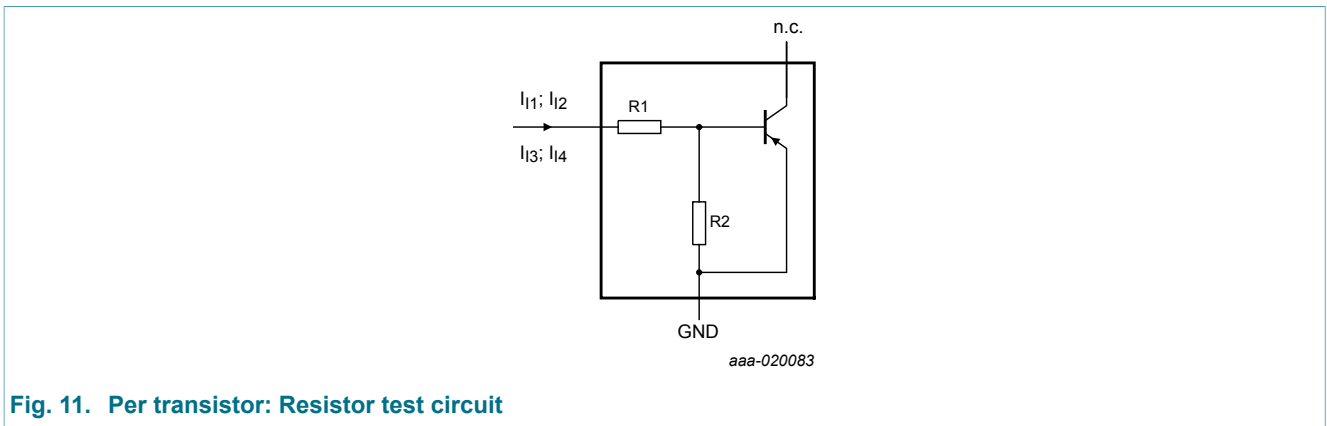 n.c.
I_I1; I_I2
R1
I_I3; I_I4
R2
GND
aaa-020083
Fig. 11. Per transistor: Resistor test circuit